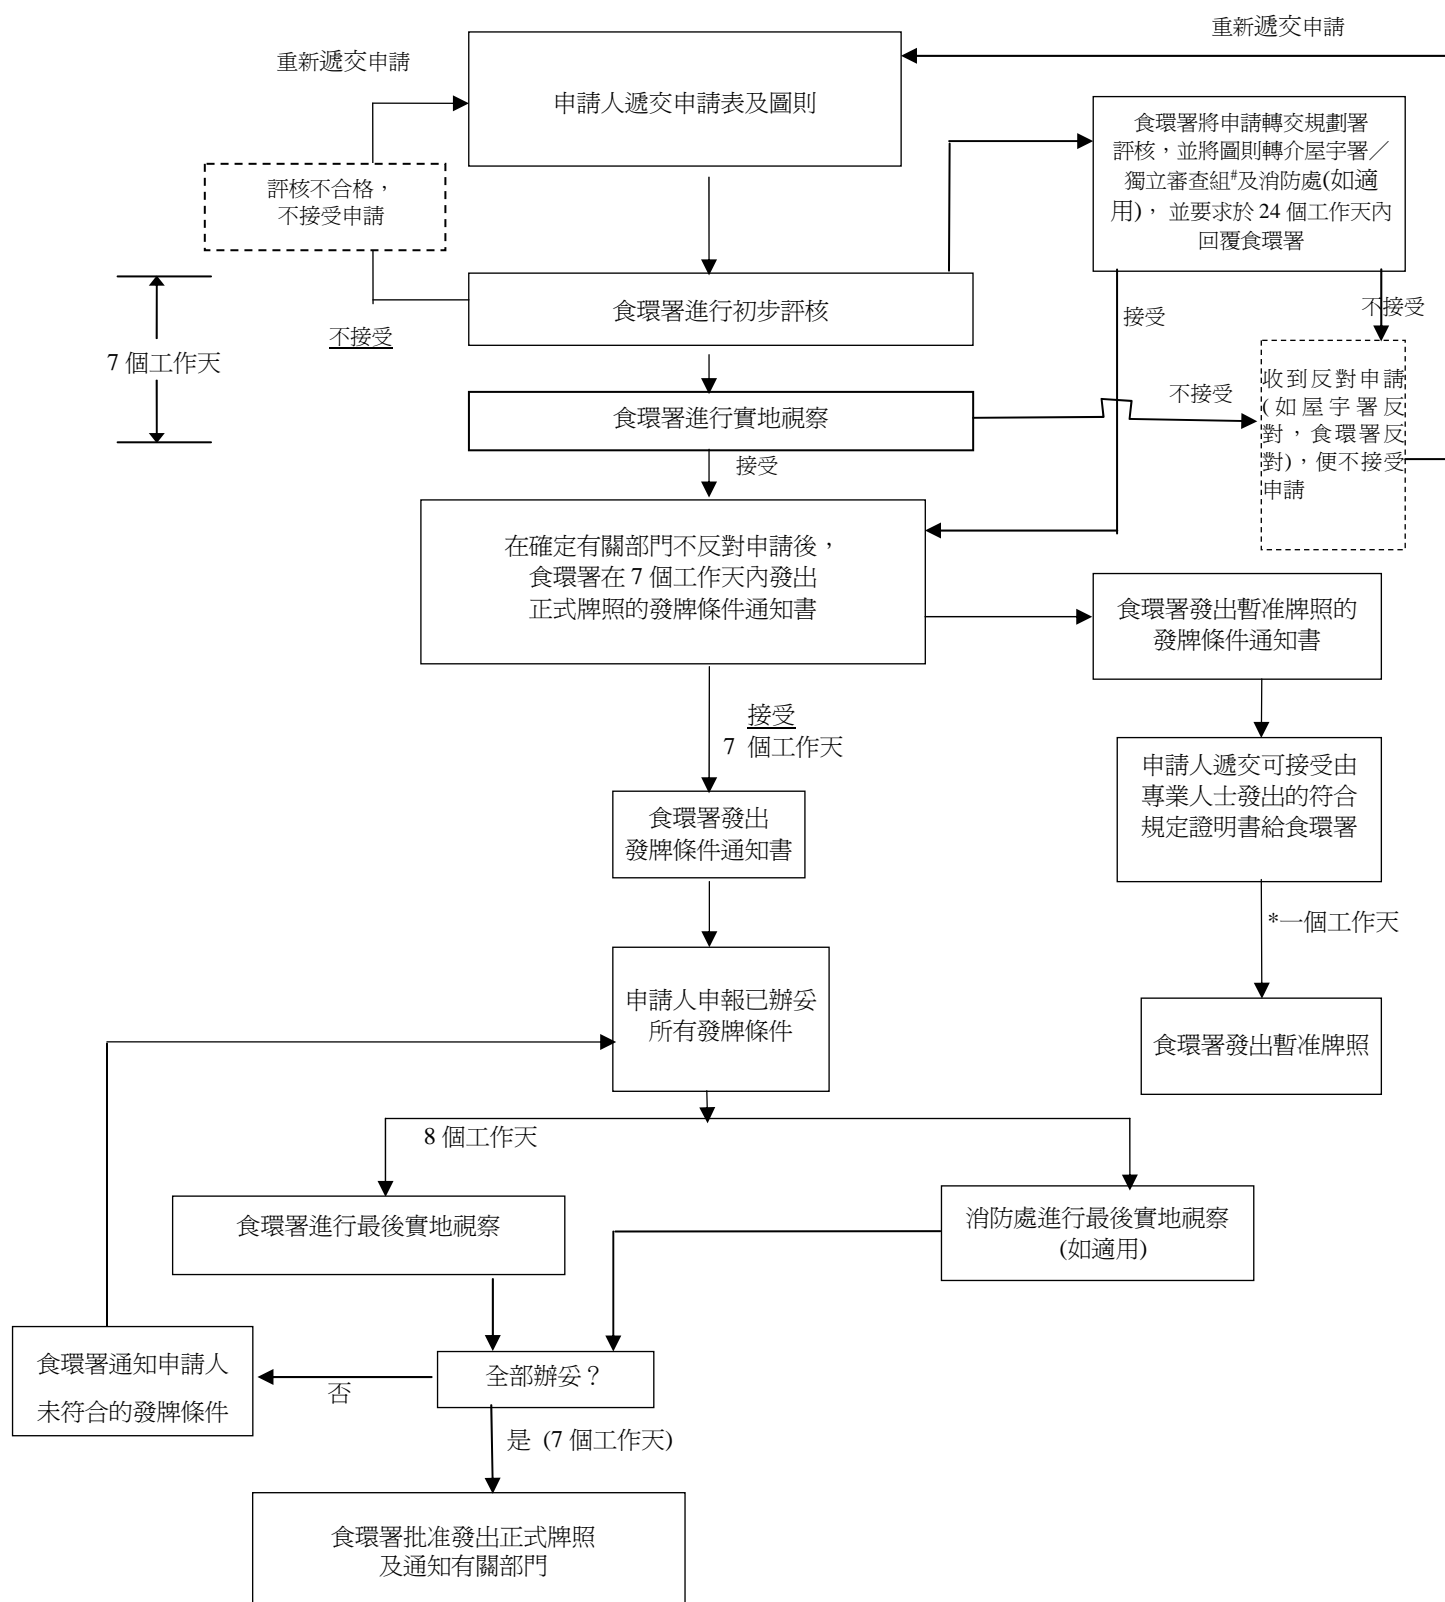 重新遞交申請
重新遞交申請
申請人遞交申請表及圖則
食環署將申請轉交規劃署
評核，並將圖則轉介屋宇署／
獨立審查組#及消防處(如適
用)， 並要求於 24 個工作天內
回覆食環署
評核不合格，
不接受申請
食環署進行初步評核
不接受
接受
不接受
7 個工作天
食環署進行實地視察
不接受
收到反對申請
(如屋宇署反
對，食環署反
對)，便不接受
申請
接受
在確定有關部門不反對申請後，
食環署在 7 個工作天內發出
正式牌照的發牌條件通知書
食環署發出暫准牌照的
發牌條件通知書
接受
7 個工作天
申請人遞交可接受由
專業人士發出的符合
規定證明書給食環署
食環署發出
發牌條件通知書
*一個工作天
申請人申報已辦妥
所有發牌條件
食環署發出暫准牌照
8 個工作天
食環署進行最後實地視察
消防處進行最後實地視察
(如適用)
食環署通知申請人
未符合的發牌條件
否
全部辦妥？
是 (7 個工作天)
食環署批准發出正式牌照
及通知有關部門